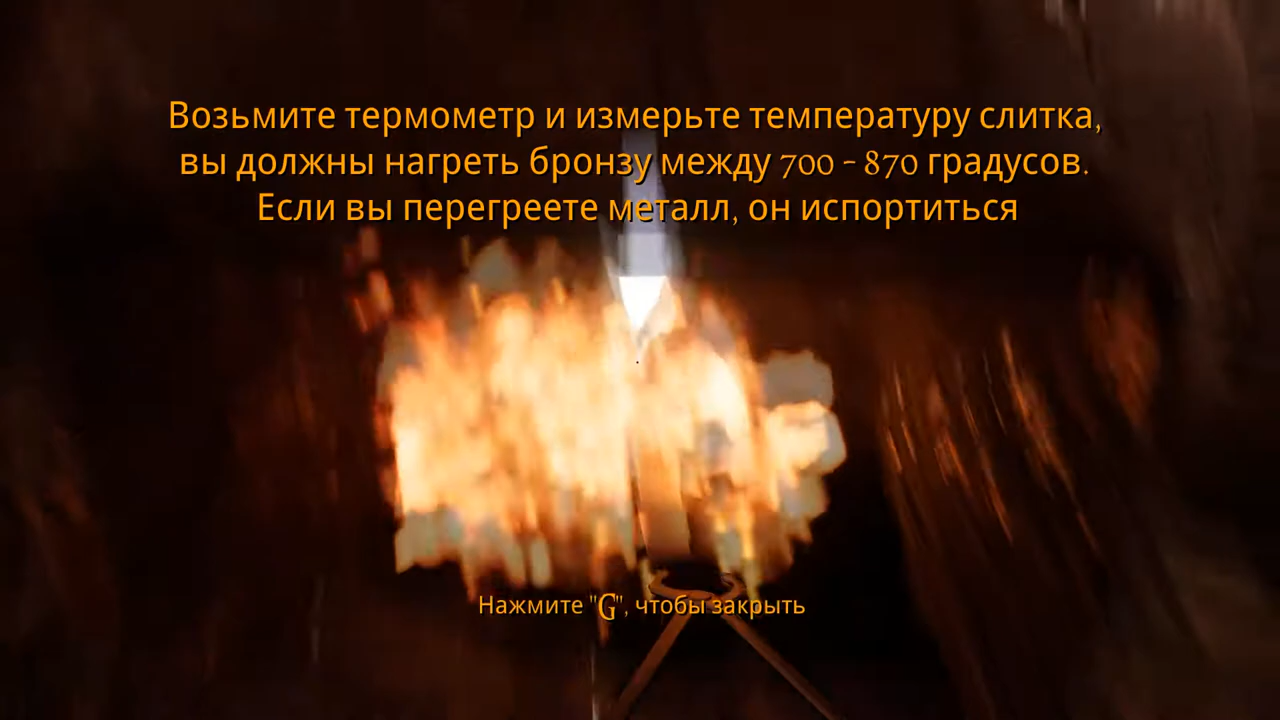 Возьмите термометр и измерьте температуру слитка,
вы должны нагреть бронзу между 700 - 870 градусов.
Если вы перегреете металл, он испортиться
Нажмите "G", чтобы закрыть